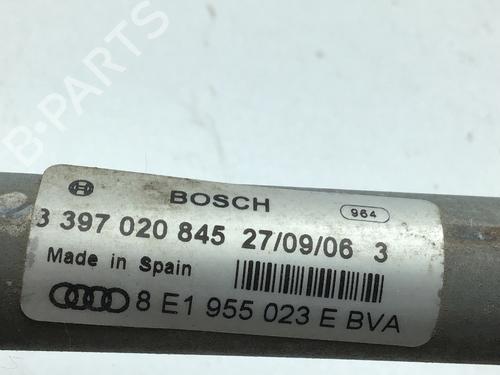 B-PARTS
BOSCH
964
3 397 020 845 27/09/06 3
Made in Spain
8 E1 955 023 E BVA